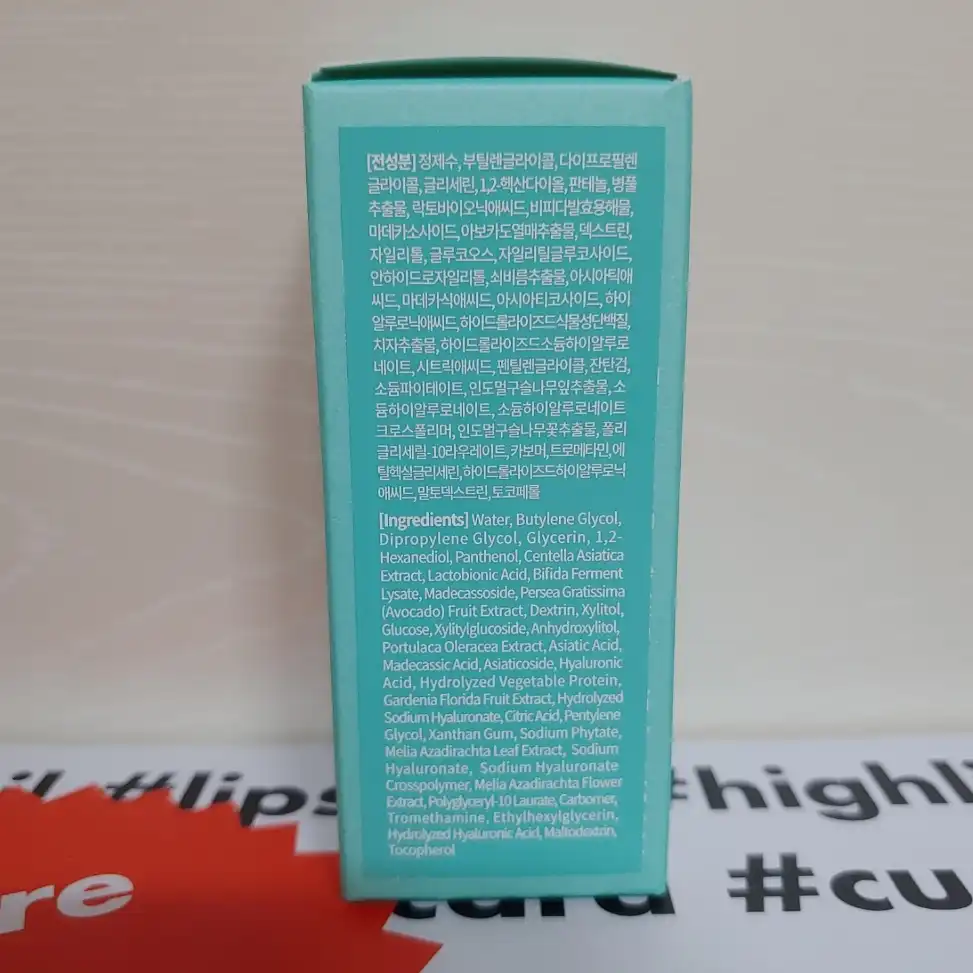 [전성분] 정제수, 부틸렌글라이콜, 다이프로필렌
글라이콜, 글리세린, 1,2-헥산다이올, 판테놀, 병풀
추출물, 락토바이오닉애씨드, 비피다발효용해물,
마데카소사이드, 아보카도열매추출물, 덱스트린,
자일리톨, 글루코오스, 자일리틸글루코사이드,
안하이드로자일리톨, 쇠비름추출물, 아시아틱애
씨드, 마데카식애씨드, 아시아티코사이드, 하이
알루로닉애씨드, 하이드롤라이즈드식물성단백질,
치자추출물, 하이드롤라이즈드소듐하이알루로
네이트, 시트릭애씨드, 펜틸렌글라이콜, 잔탄검,
소듐파이테이트, 인도멀구슬나무잎추출물, 소
듐하이알루로네이트, 소듐하이알루로네이트
크로스폴리머, 인도멀구슬나무꽃추출물, 폴리
글리세릴-10라우레이트, 카보머, 트로메타민, 에
틸헥실글리세린, 하이드롤라이즈드하이알루로닉
애씨드, 말토덱스트린, 토코페롤
[Ingredients] Water, Butylene Glycol,
Dipropylene Glycol, Glycerin, 1,2-
Hexanediol, Panthenol, Centella Asiatica
Extract, Lactobionic Acid, Bifida Ferment
Lysate, Madecassoside, Persea Gratissima
(Avocado) Fruit Extract, Dextrin, Xylitol,
Glucose, Xylitylglucoside, Anhydroxylitol,
Portulaca Oleracea Extract, Asiatic Acid,
Madecassic Acid, Asiaticoside, Hyaluronic
Acid, Hydrolyzed Vegetable Protein,
Gardenia Florida Fruit Extract, Hydrolyzed
Sodium Hyaluronate, Citric Acid, Pentylene
Glycol, Xanthan Gum, Sodium Phytate,
Melia Azadirachta Leaf Extract, Sodium
Hyaluronate, Sodium Hyaluronate
Crosspolymer, Melia Azadirachta Flower
Extract, Polyglyceryl-10 Laurate, Carbomer,
Tromethamine, Ethylhexylglycerin,
Hydrolyzed Hyaluronic Acid, Maltodextrin,
Tocopherol
#lips
#highli
re
#cu